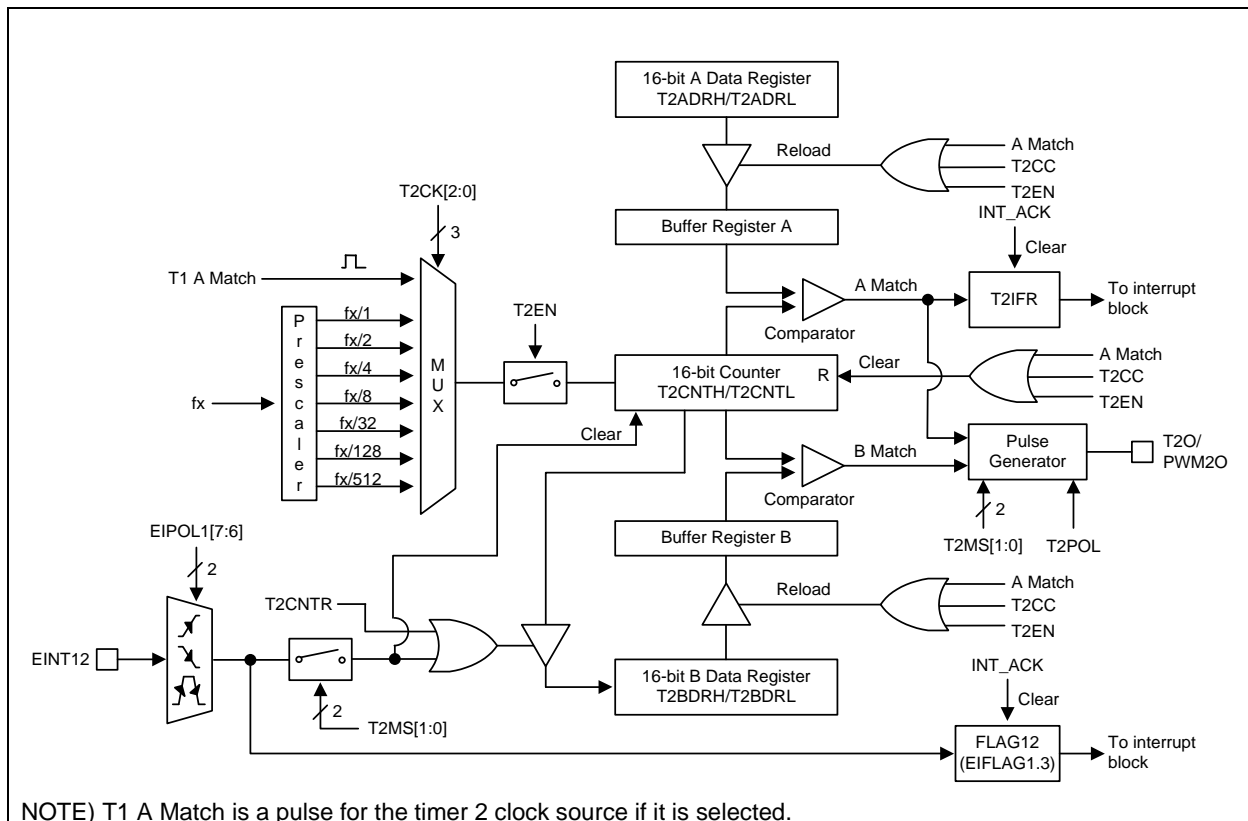 16-bit A Data Register
T2ADRH/T2ADRL
Reload
A Match
T2CC
T2EN
T2CK[2:0]
3
Buffer Register A
INT_ACK
Clear
T1 A Match
A Match
T2IFR
To interrupt
block
Comparator
Prescaler
fx/1
fx/2
fx/4
fx/8
fx/32
fx/128
fx/512
fx
MUX
T2EN
16-bit Counter
T2CNTH/T2CNTL
R
Clear
A Match
T2CC
T2EN
Clear
B Match
Comparator
Pulse
Generator
T2O/
PWM2O
2
T2MS[1:0]
T2POL
EIPOL1[7:6]
2
Buffer Register B
Reload
A Match
T2CC
T2EN
T2CNTR
EINT12
2
T2MS[1:0]
16-bit B Data Register
T2BDRH/T2BDRL
INT_ACK
Clear
FLAG12
(EIFLAG1.3)
To interrupt
block
NOTE) T1 A Match is a pulse for the timer 2 clock source if it is selected.